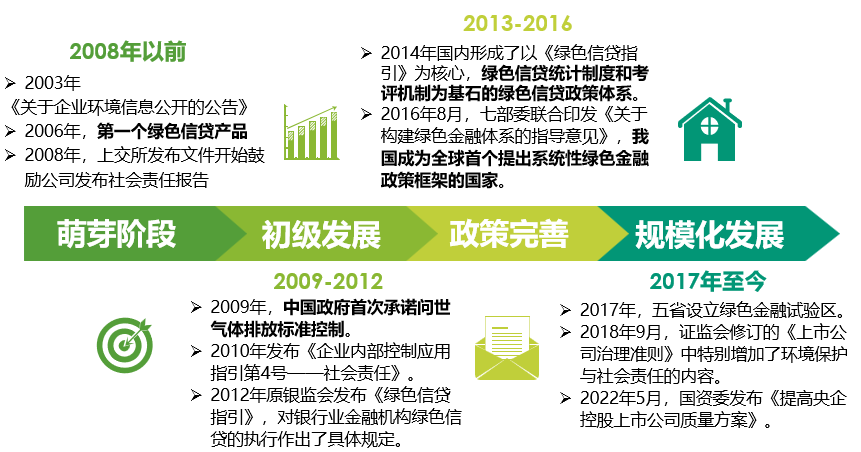 2008年以前
➢ 2003年
《关于企业环境信息公开的公告》
➢ 2006年，第一个绿色信贷产品
➢ 2008年，上交所发布文件开始鼓
励公司发布社会责任报告
2013-2016
➢ 2014年国内形成了以《绿色信贷指
引》为核心，绿色信贷统计制度和考
评机制为基石的绿色信贷政策体系。
➢ 2016年8月，七部委联合印发《关于
构建绿色金融体系的指导意见》，我
国成为全球首个提出系统性绿色金融
政策框架的国家。
萌芽阶段
初级发展
政策完善
规模化发展
2009-2012
➢ 2009年，中国政府首次承诺问世
气体排放标准控制。
➢ 2010年发布《企业内部控制应用
指引第4号——社会责任》。
➢ 2012年原银监会发布《绿色信贷
指引》，对银行业金融机构绿色信
贷的执行作出了具体规定。
2017年至今
➢ 2017年，五省设立绿色金融试验区。
➢ 2018年9月，证监会修订的《上市公
司治理准则》中特别增加了环境保护
与社会责任的内容。
➢ 2022年5月，国资委发布《提高央企
控股上市公司质量方案》。